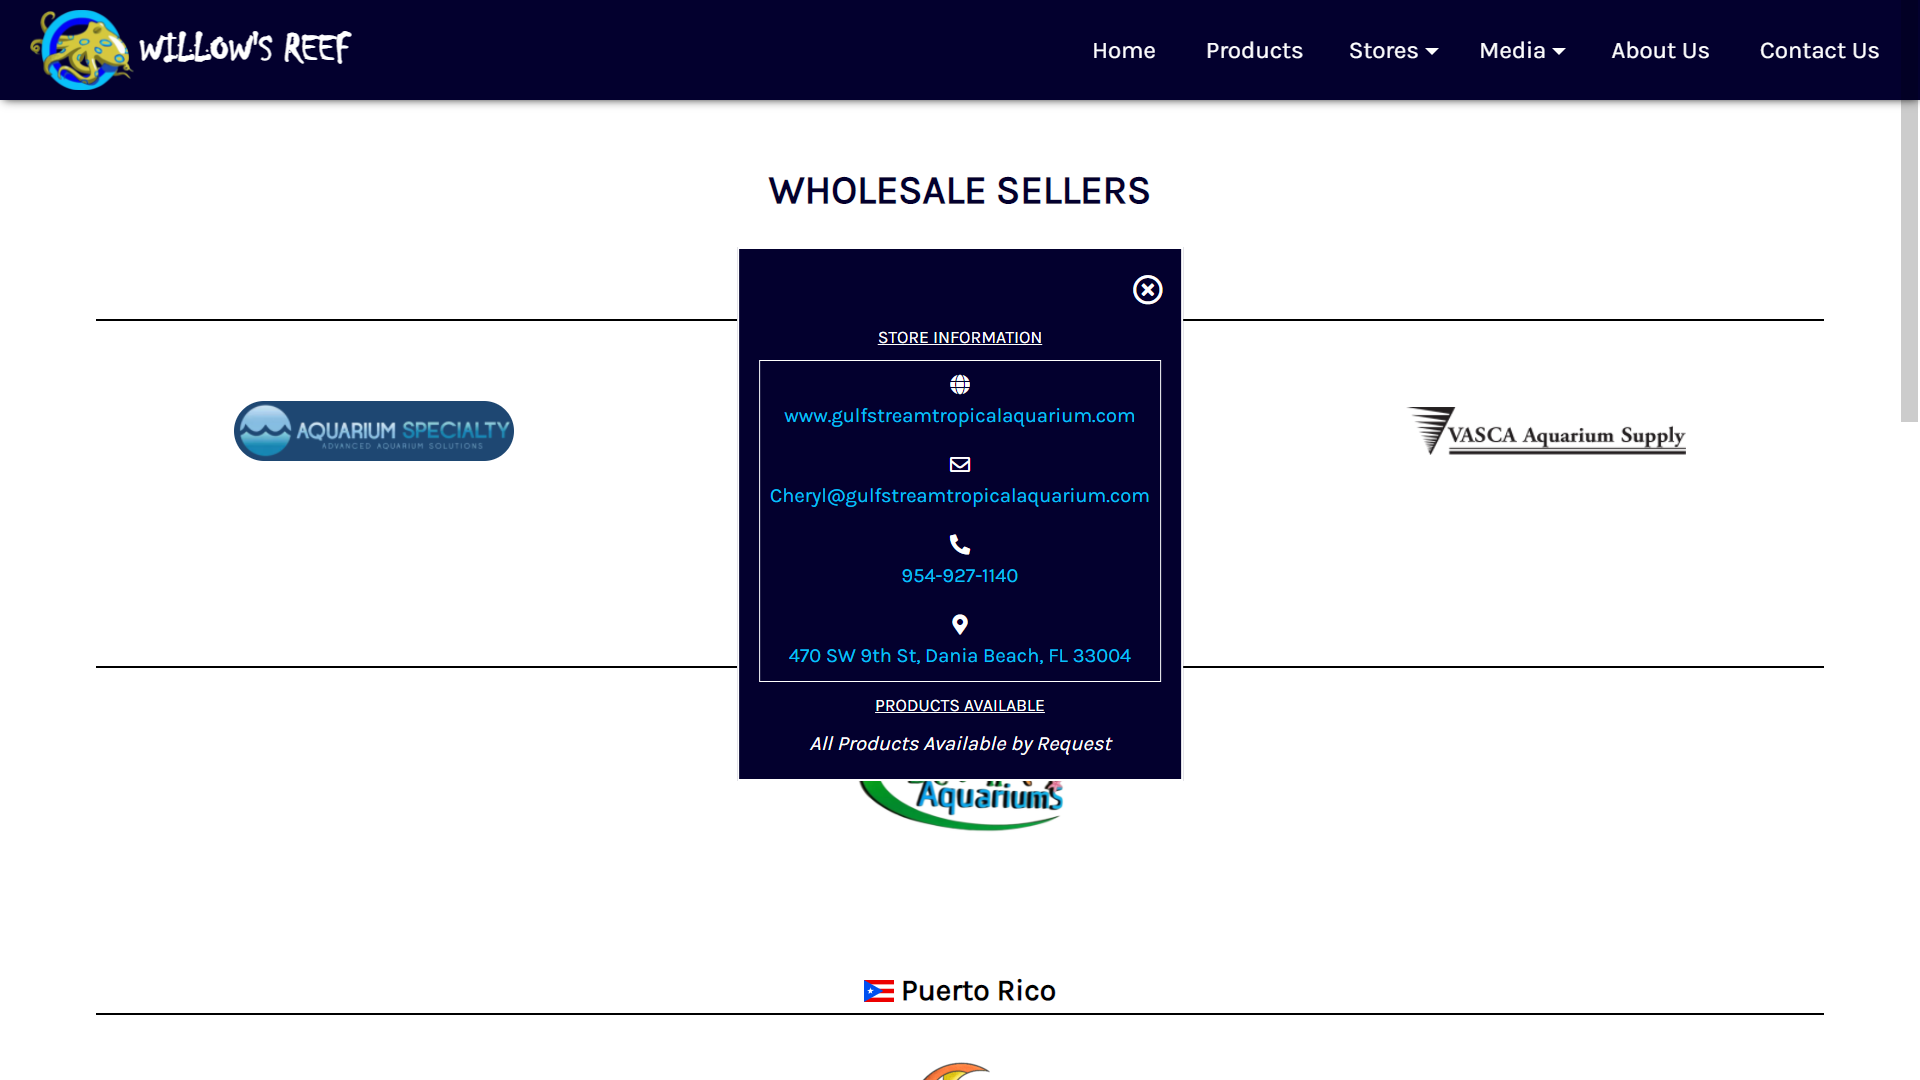 WILLOW'S REEF
Home
Products
Stores
Media
About Us
Contact Us
WHOLESALE SELLERS
STORE INFORMATION
www.gulfstreamtropicalaquarium.com
Cheryl@gulfstreamtropicalaquarium.com
954-927-1140
470 SW 9th St, Dania Beach, FL 33004
PRODUCTS AVAILABLE
All Products Available by Request
AQUARIUM SPECIALTY
ADVANCED AQUARIUM SOLUTIONS
VASCA Aquarium Supply
Aquarium's
Puerto Rico